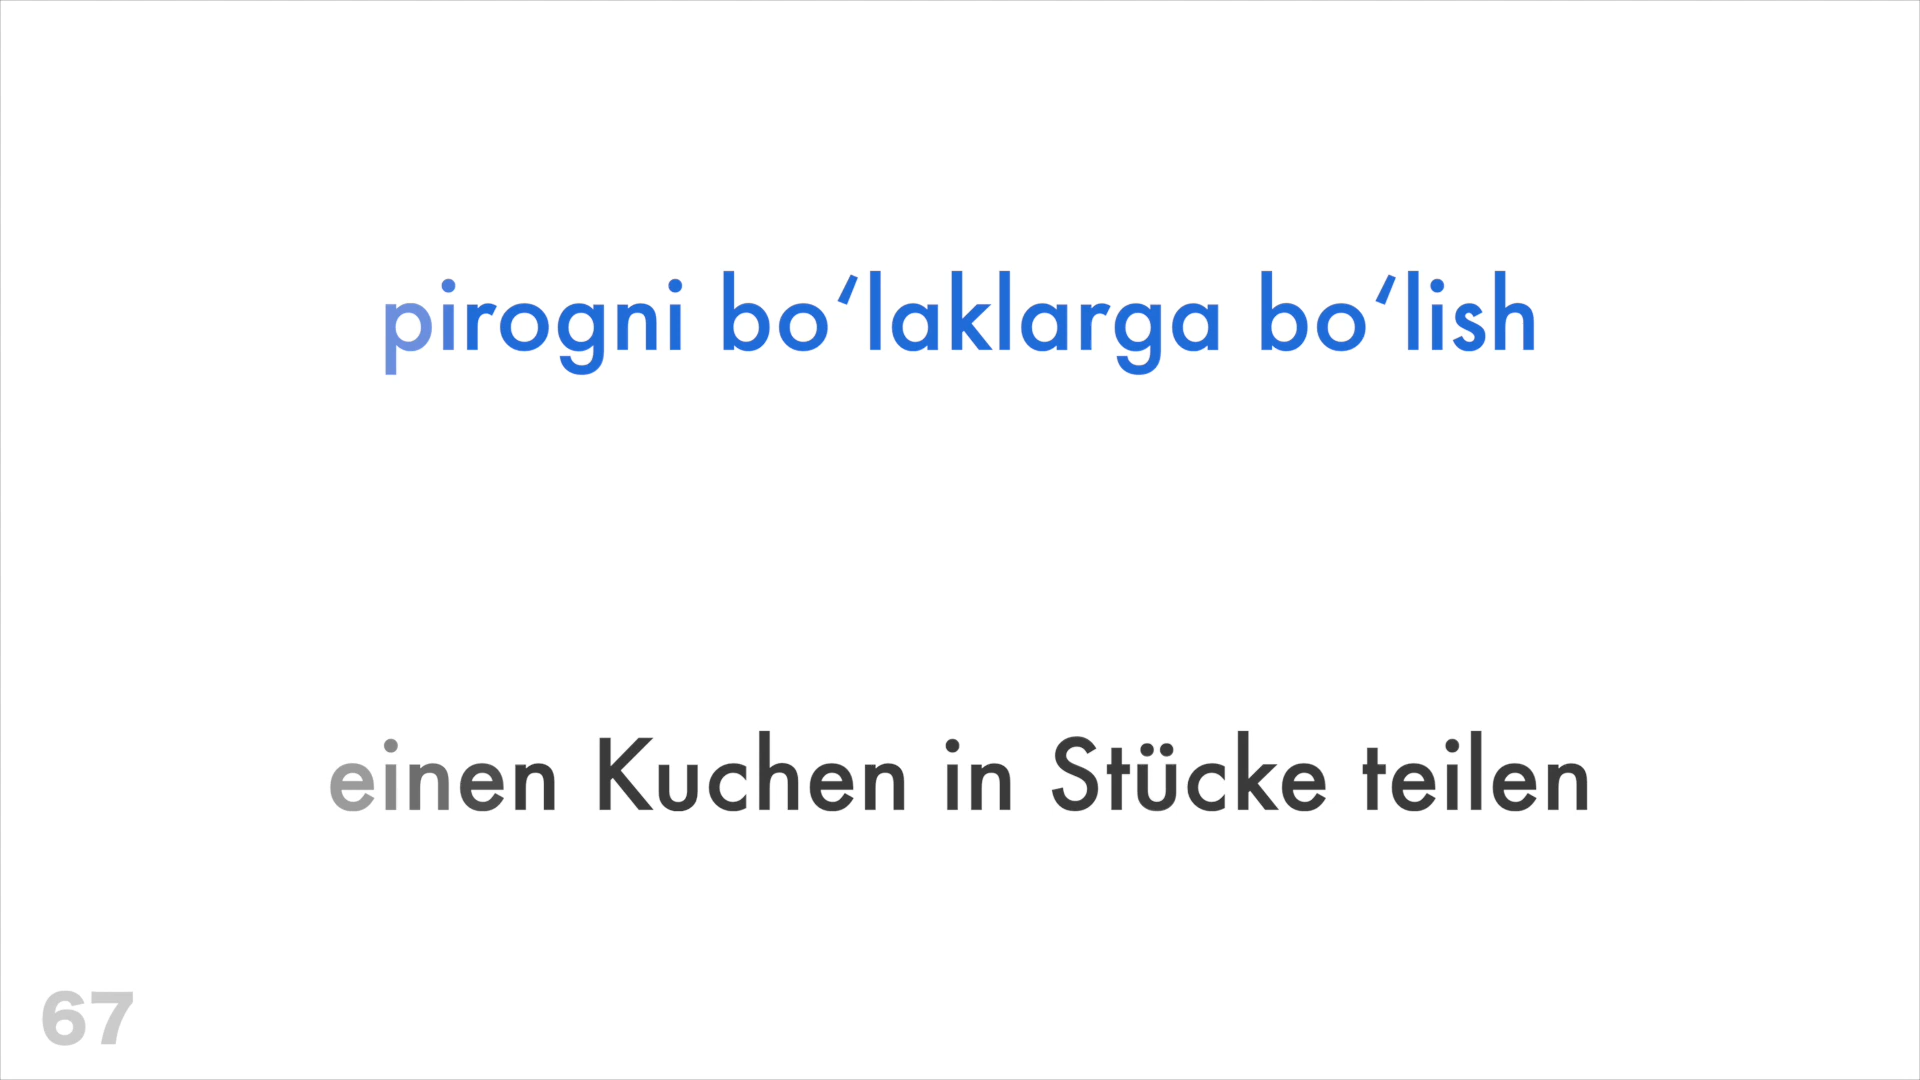 pirogni bo‘laklarga bo‘lish
einen Kuchen in Stücke teilen
67